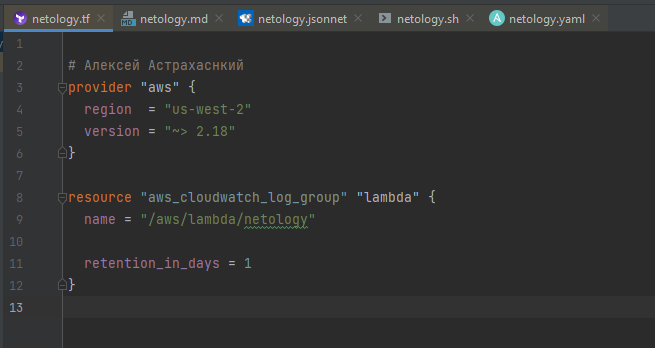 netology.tf netology.md netology.jsonnet netology.sh netology.yaml
1
2 # Алексей Астрахаснкий
3 provider "aws" {
4 region = "us-west-2"
5 version = "~> 2.18"
6 }
7
8 resource "aws_cloudwatch_log_group" "lambda" {
9 name = "/aws/lambda/netology"
10
11 retention_in_days = 1
12 }
13